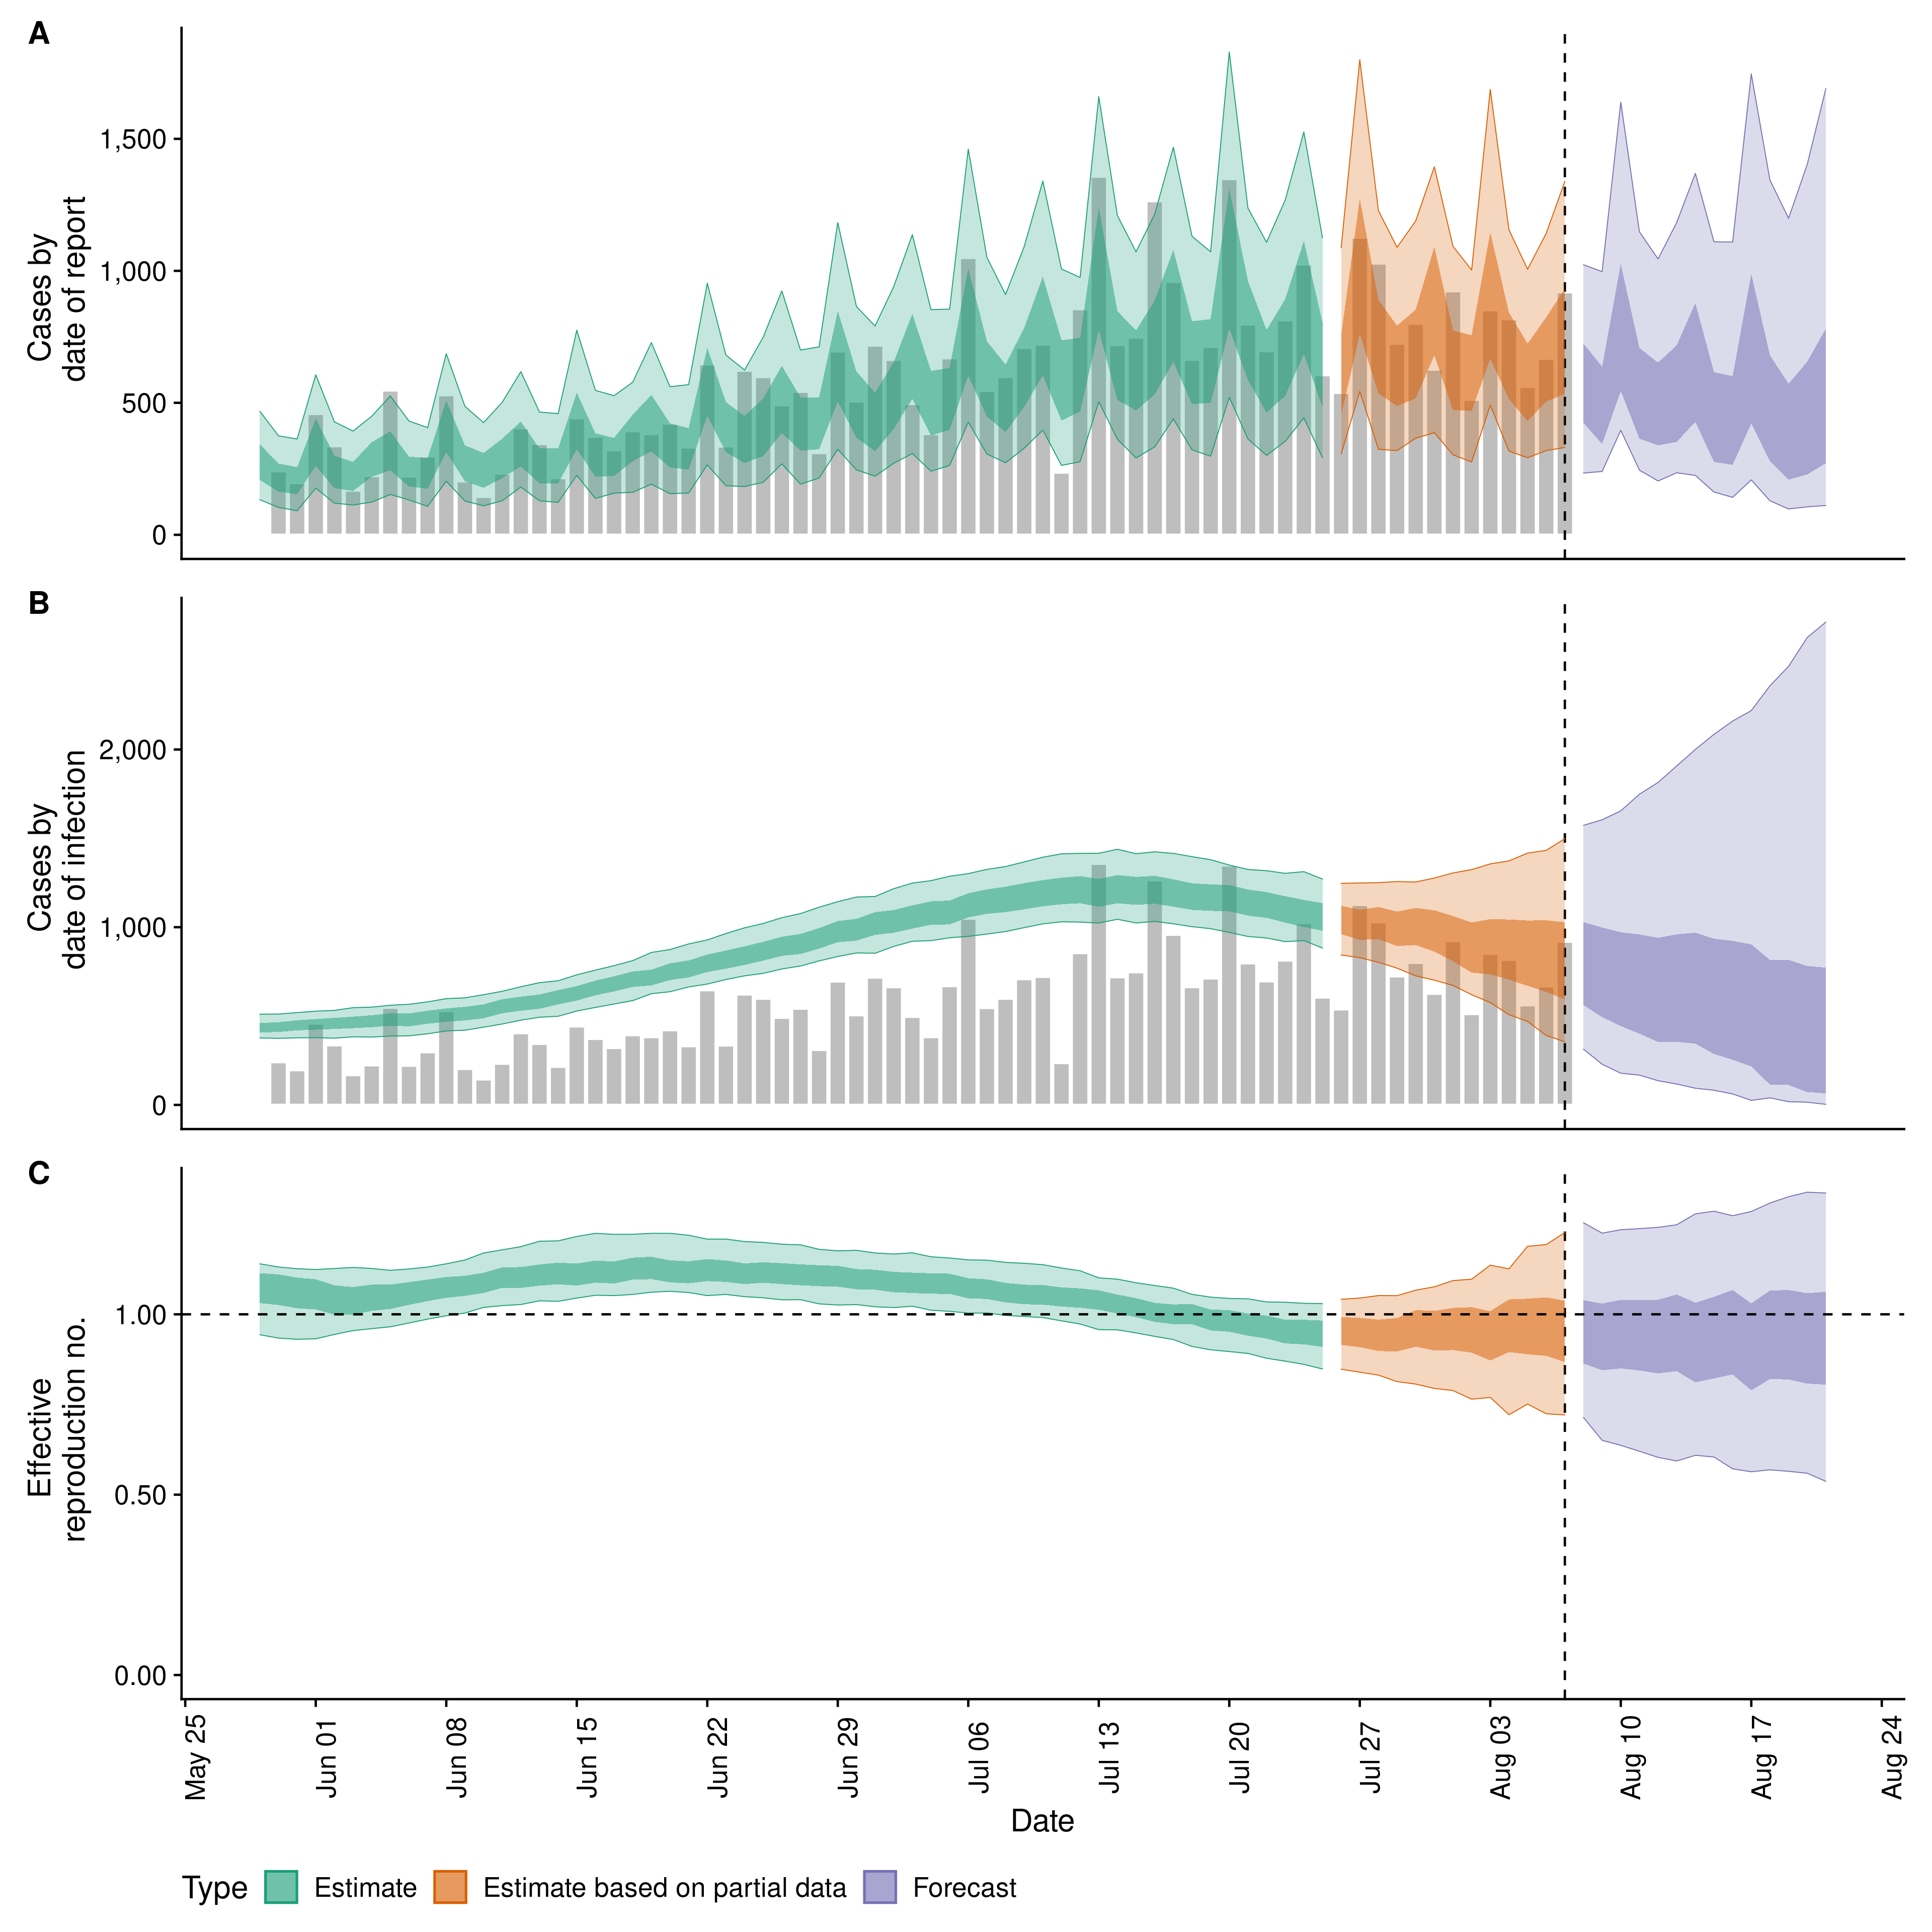 A
Cases by
date of report
1,500
1,000
500
0
B
Cases by
date of infection
2,000
1,000
0
C
Effective
reproduction no.
1.00
0.50
0.00
May 25
Jun 01
Jun 08
Jun 15
Jun 22
Jun 29
Jul 06
Jul 13
Jul 20
Jul 27
Aug 03
Aug 10
Aug 17
Aug 24
Date
Type Estimate Estimate based on partial data Forecast